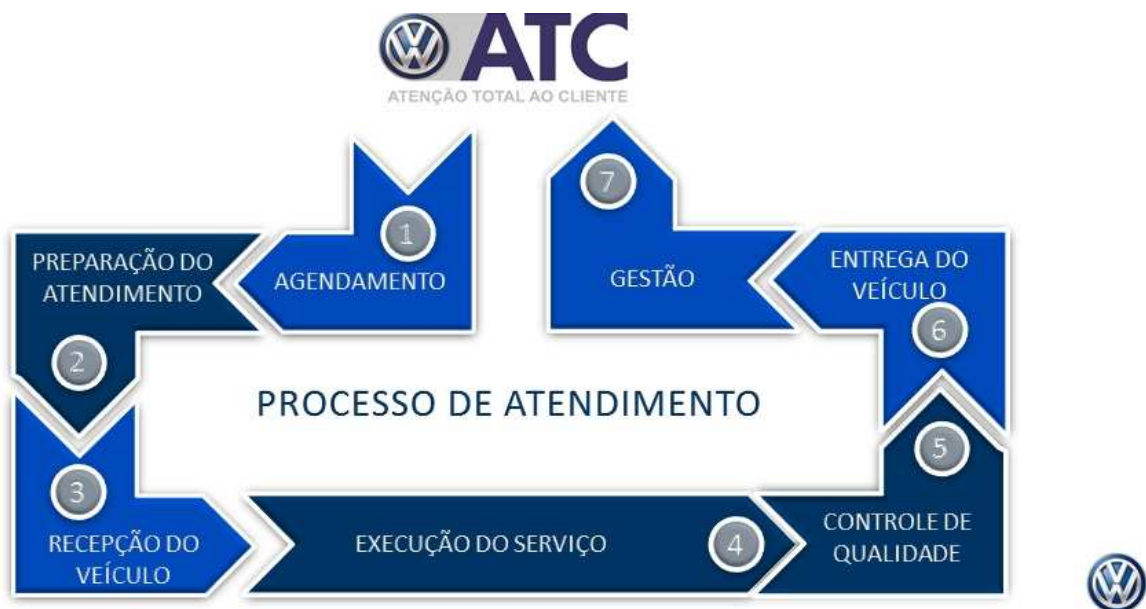 ATC
ATENÇÃO TOTAL AO CLIENTE
1
AGENDAMENTO
PREPARAÇÃO DO
ATENDIMENTO
2
3
RECEPÇÃO DO
VEÍCULO
EXECUÇÃO DO SERVIÇO
4
CONTROLE DE
QUALIDADE
5
ENTREGA DO
VEÍCULO
6
7
GESTÃO
PROCESSO DE ATENDIMENTO